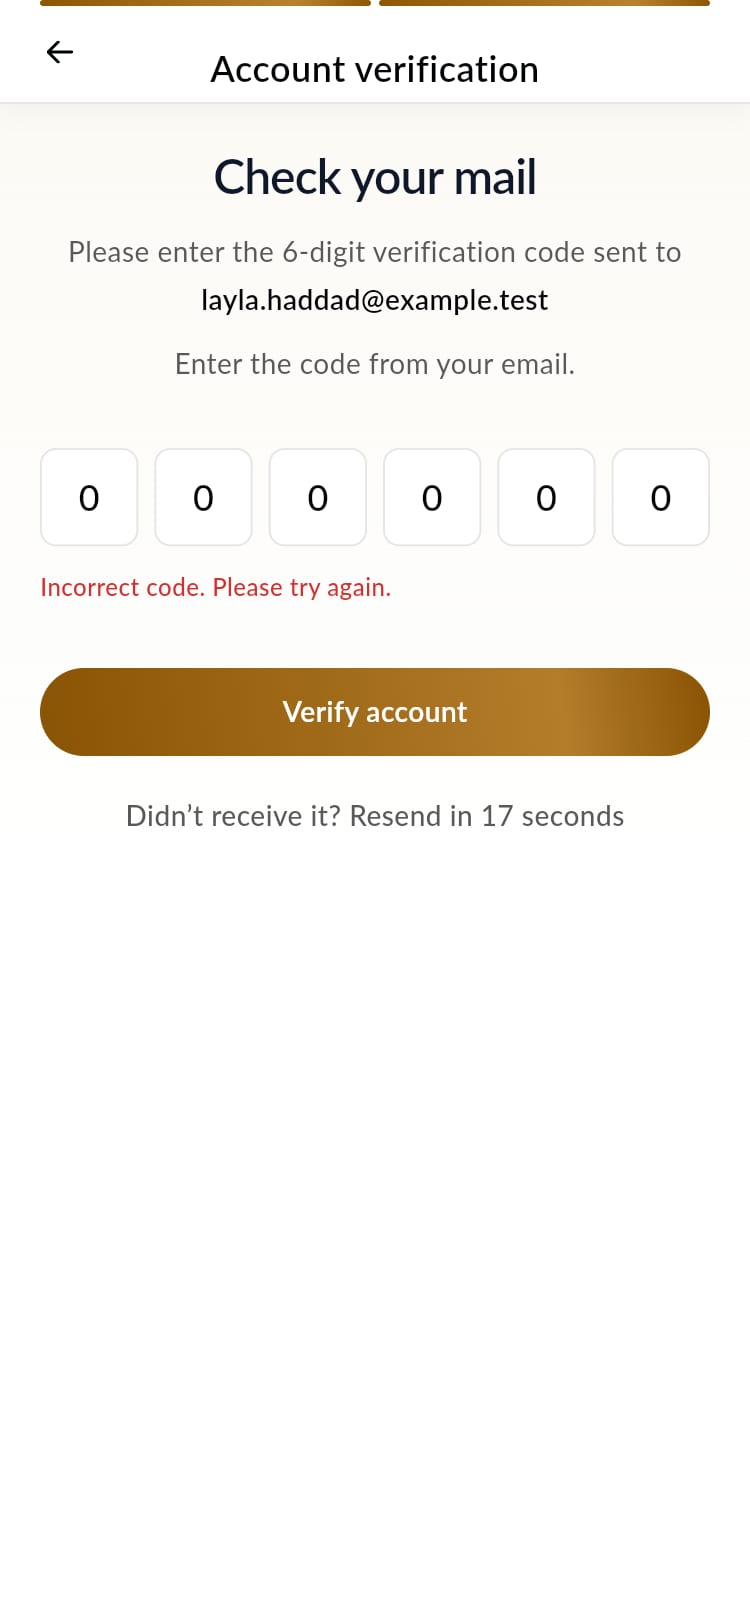 Account verification
Check your mail
Please enter the 6-digit verification code sent to
layla.haddad@example.test
Enter the code from your email.
0 0 0 0 0 0
Incorrect code. Please try again.
Verify account
Didn’t receive it? Resend in 17 seconds